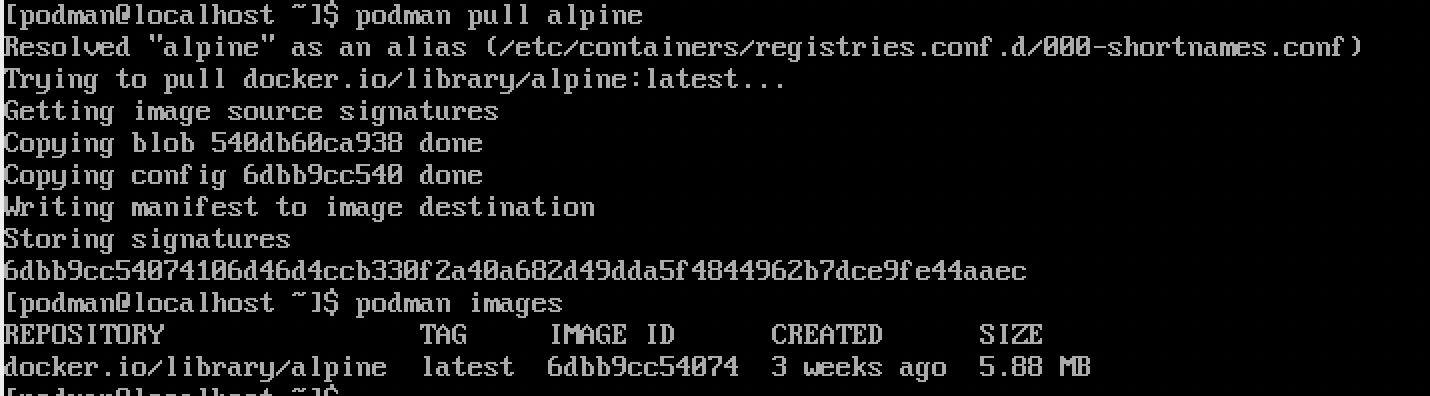 [podman@localhost ~]$ podman pull alpine
Resolved "alpine" as an alias (/etc/containers/registries.conf.d/000-shortnames.conf)
Trying to pull docker.io/library/alpine:latest...
Getting image source signatures
Copying blob 540db60ca938 done
Copying config 6dbb9cc540 done
Writing manifest to image destination
Storing signatures
6dbb9cc54074106d46d4ccb330f2a40a682d49dda5f4844962b7dce9fe44aaec
[podman@localhost ~]$ podman images
REPOSITORY                TAG     IMAGE ID      CREATED      SIZE
docker.io/library/alpine  latest  6dbb9cc54074  3 weeks ago  5.88 MB
[podman@localhost ~]$